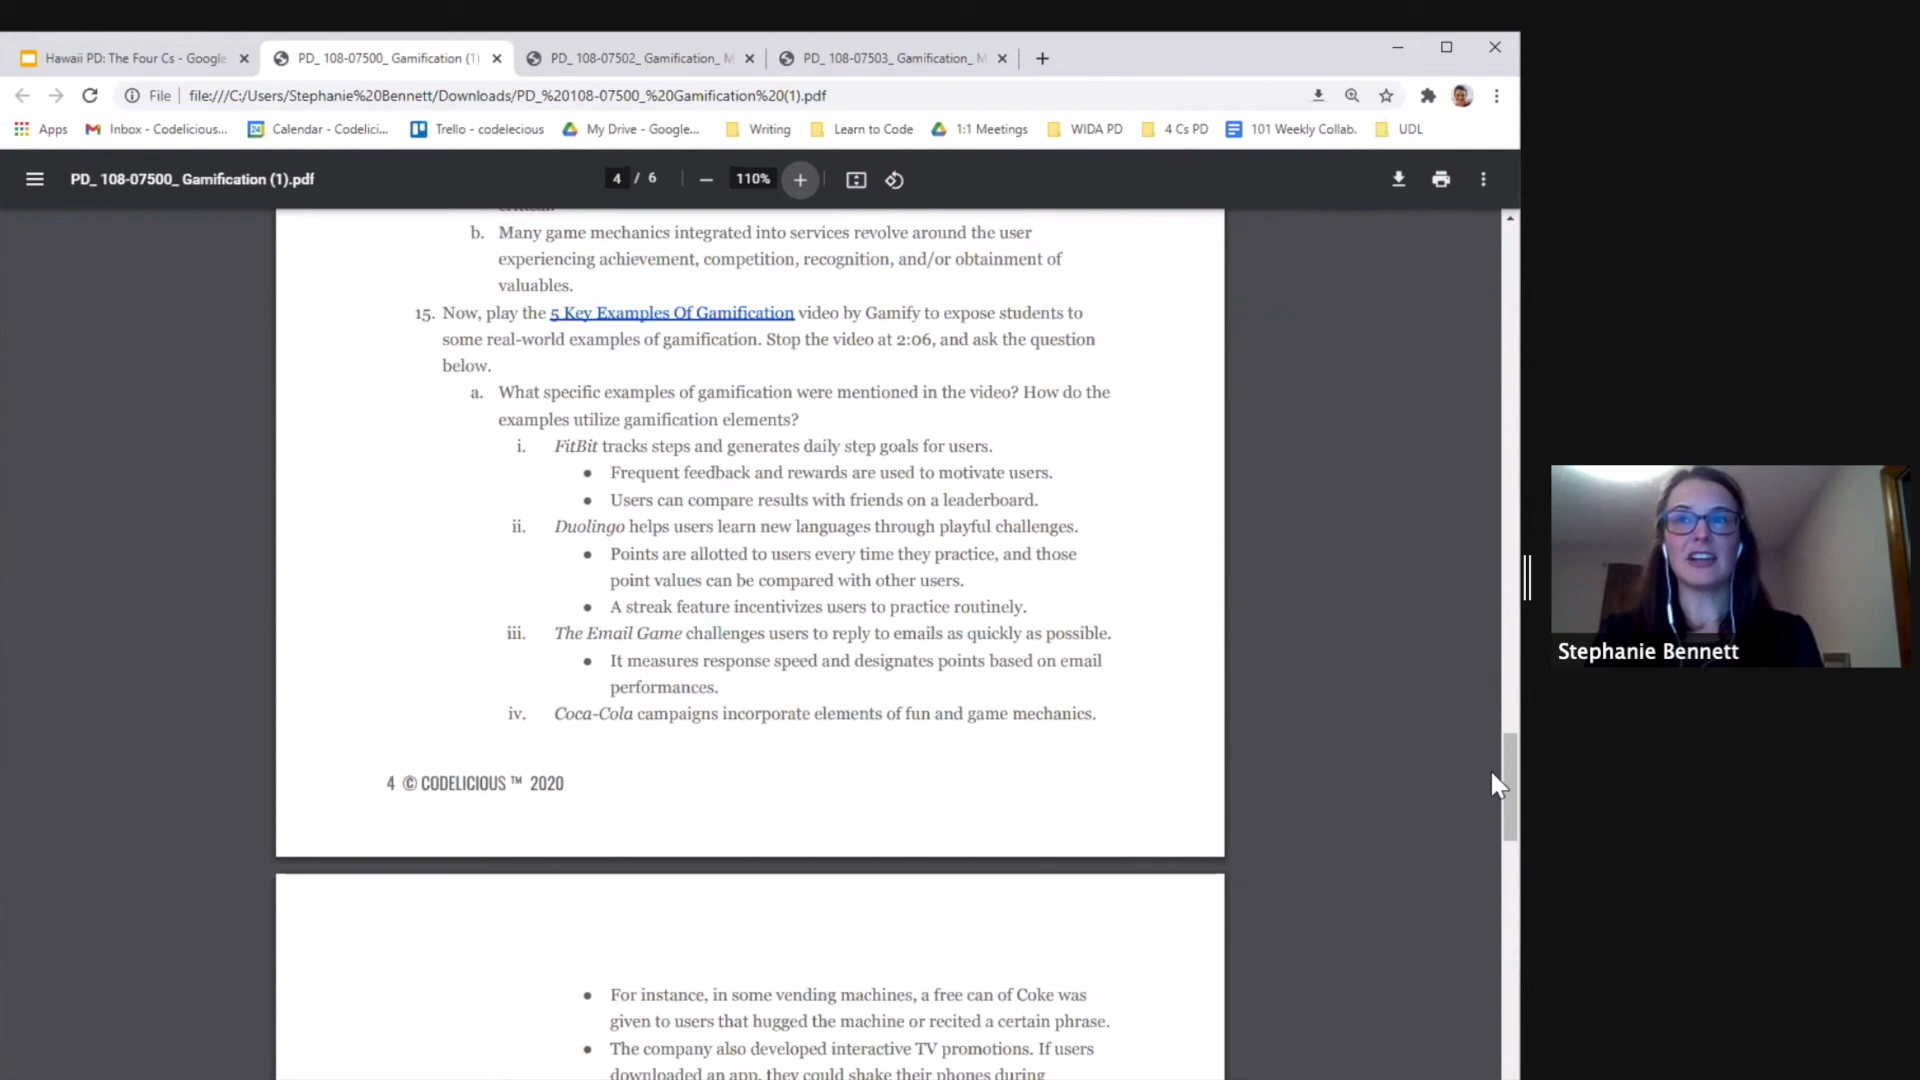 Hawaii PD: The Four Cs - Google
PD_ 108-07500_ Gamification (1)
PD_ 108-07502_ Gamification_ M
PD_ 108-07503_ Gamification_ M
File
file:///C:/Users/Stephanie%20Bennett/Downloads/PD_%20108-07500_%20Gamification%20(1).pdf
Apps
Inbox - Codelicious...
Calendar - Codelici...
Trello - codelecious
My Drive - Google...
Writing
Learn to Code
1:1 Meetings
WIDA PD
4 Cs PD
101 Weekly Collab.
UDL
PD_ 108-07500_ Gamification (1).pdf
4 / 6
110%
b. Many game mechanics integrated into services revolve around the user
experiencing achievement, competition, recognition, and/or obtainment of
valuables.
15. Now, play the 5 Key Examples Of Gamification video by Gamify to expose students to
some real-world examples of gamification. Stop the video at 2:06, and ask the question
below.
a. What specific examples of gamification were mentioned in the video? How do the
examples utilize gamification elements?
i. FitBit tracks steps and generates daily step goals for users.
● Frequent feedback and rewards are used to motivate users.
● Users can compare results with friends on a leaderboard.
ii. Duolingo helps users learn new languages through playful challenges.
● Points are allotted to users every time they practice, and those
point values can be compared with other users.
● A streak feature incentivizes users to practice routinely.
iii. The Email Game challenges users to reply to emails as quickly as possible.
● It measures response speed and designates points based on email
performances.
iv. Coca-Cola campaigns incorporate elements of fun and game mechanics.
4 © CODELICIOUS ™ 2020
● For instance, in some vending machines, a free can of Coke was
given to users that hugged the machine or recited a certain phrase.
● The company also developed interactive TV promotions. If users
downloaded an app, they could shake their phones during
Stephanie Bennett